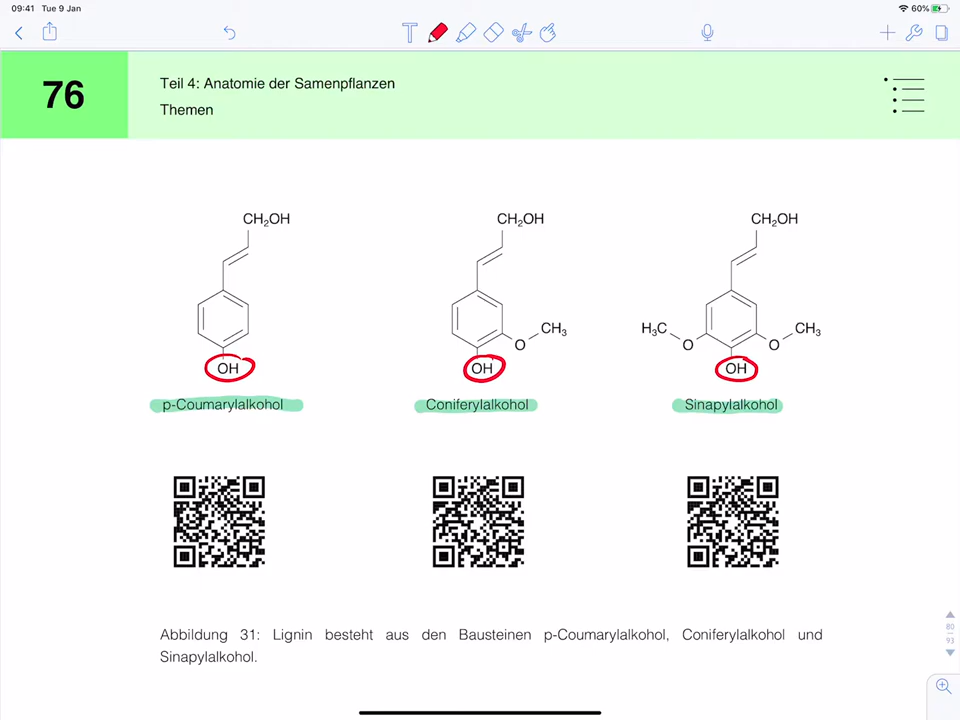 09:41 Tue 9 Jan
60%
T
76
Teil 4: Anatomie der Samenpflanzen
Themen
CH₂OH
CH₂OH
CH₂OH
CH₃
H₃C
CH₃
O
O
O
OH
OH
OH
p-Coumarylalkohol
Coniferylalkohol
Sinapylalkohol
Abbildung 31: Lignin besteht aus den Bausteinen p-Coumarylalkohol, Coniferylalkohol und
Sinapylalkohol.
80
93